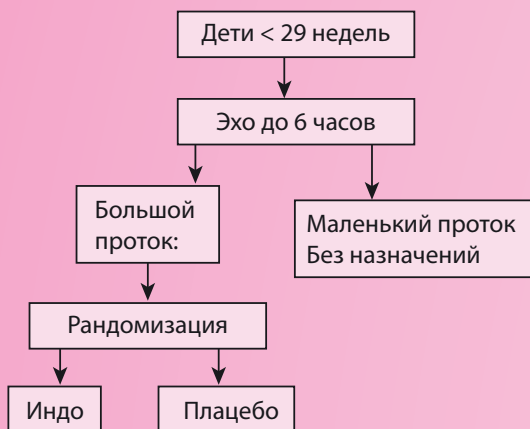 Дети < 29 недель
Эхо до 6 часов
Большой
проток:
Маленький проток
Без назначений
Рандомизация
Индо
Плацебо